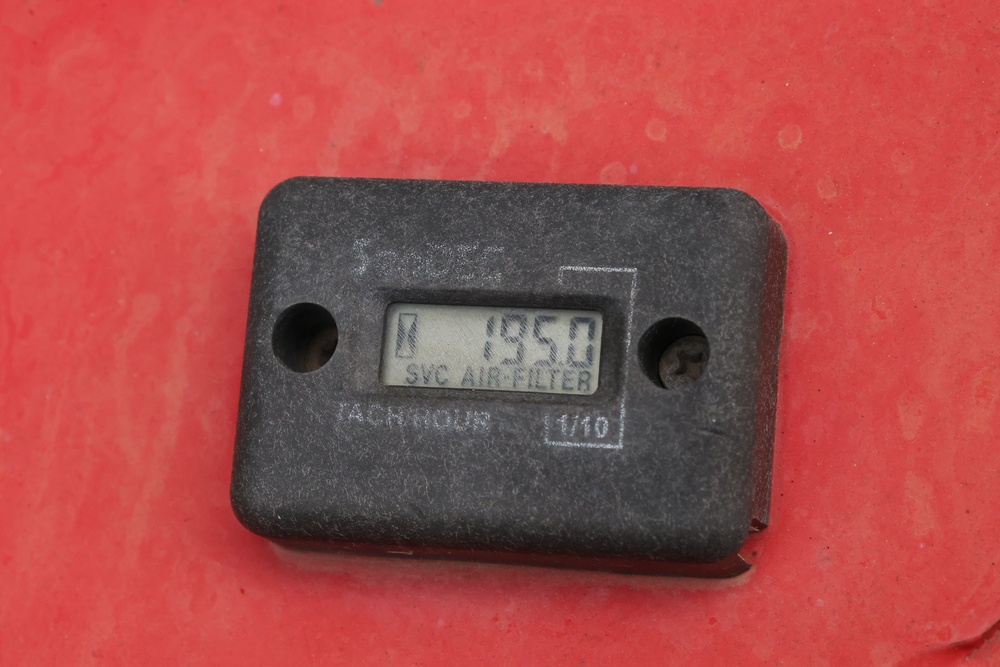 195.0
SVC AIR-FILTER
TACH/HOUR
1/10